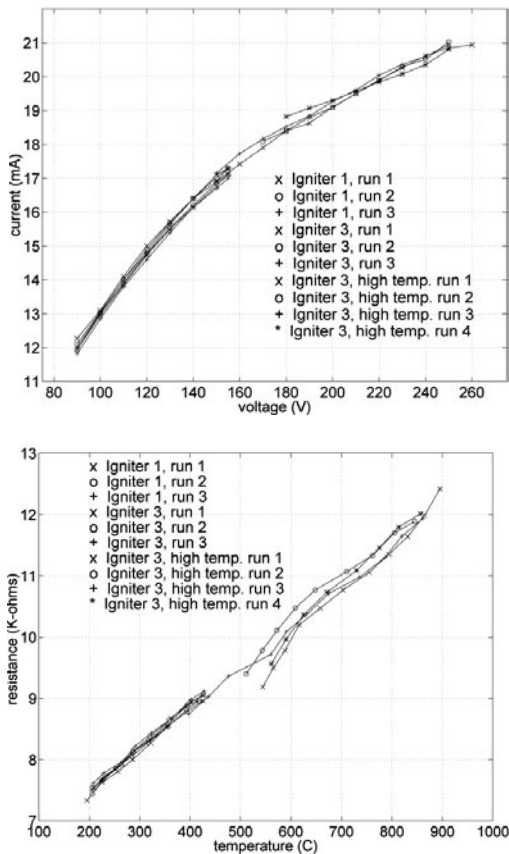 21
20
19
18
17
16
15
14
13
12
11
current (mA)
x Igniter 1, run 1
o Igniter 1, run 2
+ Igniter 1, run 3
x Igniter 3, run 1
o Igniter 3, run 2
+ Igniter 3, run 3
x Igniter 3, high temp. run 1
o Igniter 3, high temp. run 2
+ Igniter 3, high temp. run 3
* Igniter 3, high temp. run 4
80 100 120 140 160 180 200 220 240 260
voltage (V)
13
12
11
10
9
8
7
resistance (K-ohms)
x Igniter 1, run 1
o Igniter 1, run 2
+ Igniter 1, run 3
x Igniter 3, run 1
o Igniter 3, run 2
+ Igniter 3, run 3
x Igniter 3, high temp. run 1
o Igniter 3, high temp. run 2
+ Igniter 3, high temp. run 3
* Igniter 3, high temp. run 4
100 200 300 400 500 600 700 800 900 1000
temperature (C)